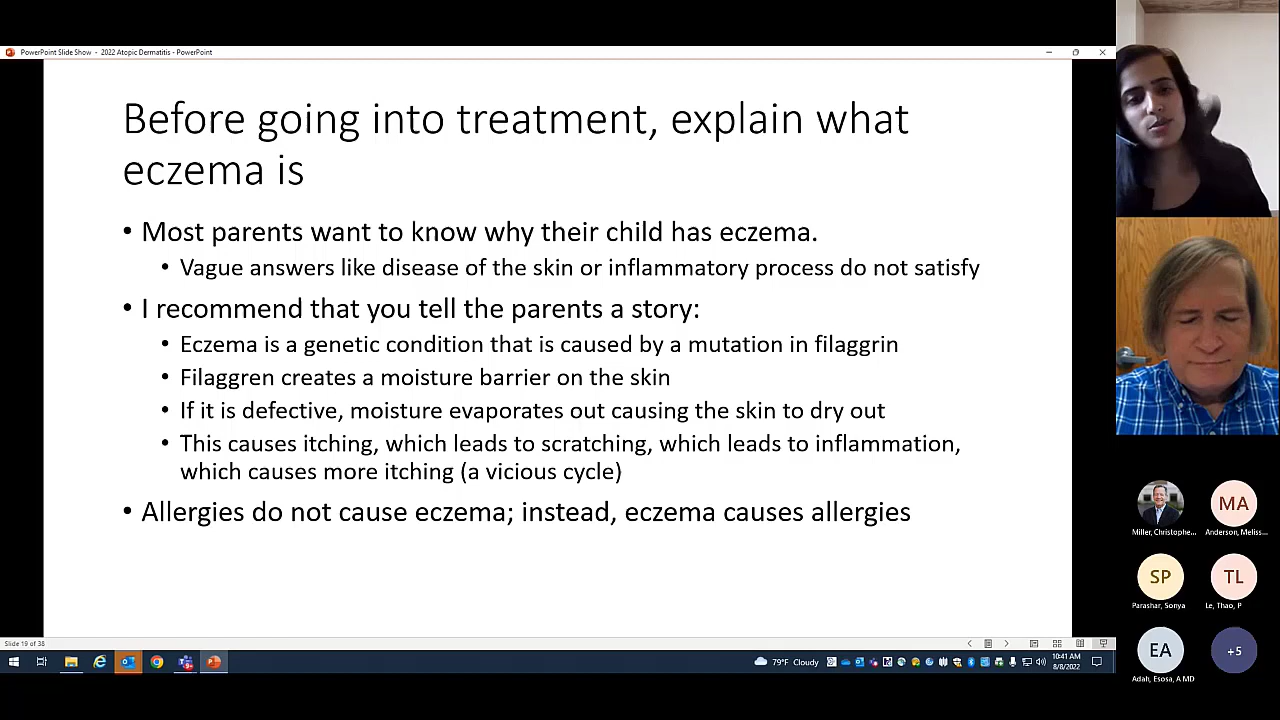 PowerPoint Slide Show - 2022 Atopic Dermatitis - PowerPoint
Before going into treatment, explain what
eczema is
• Most parents want to know why their child has eczema.
• Vague answers like disease of the skin or inflammatory process do not satisfy
• I recommend that you tell the parents a story:
• Eczema is a genetic condition that is caused by a mutation in filaggrin
• Filaggren creates a moisture barrier on the skin
• If it is defective, moisture evaporates out causing the skin to dry out
• This causes itching, which leads to scratching, which leads to inflammation,
which causes more itching (a vicious cycle)
• Allergies do not cause eczema; instead, eczema causes allergies
Slide 19 of 38
79°F Cloudy
10:41 AM
8/8/2022
Miller, Christophe...
MA
Anderson, Meliss...
SP
Parashar, Sonya
TL
Le, Thao, P
EA
Adah, Esosa, A MD
+5